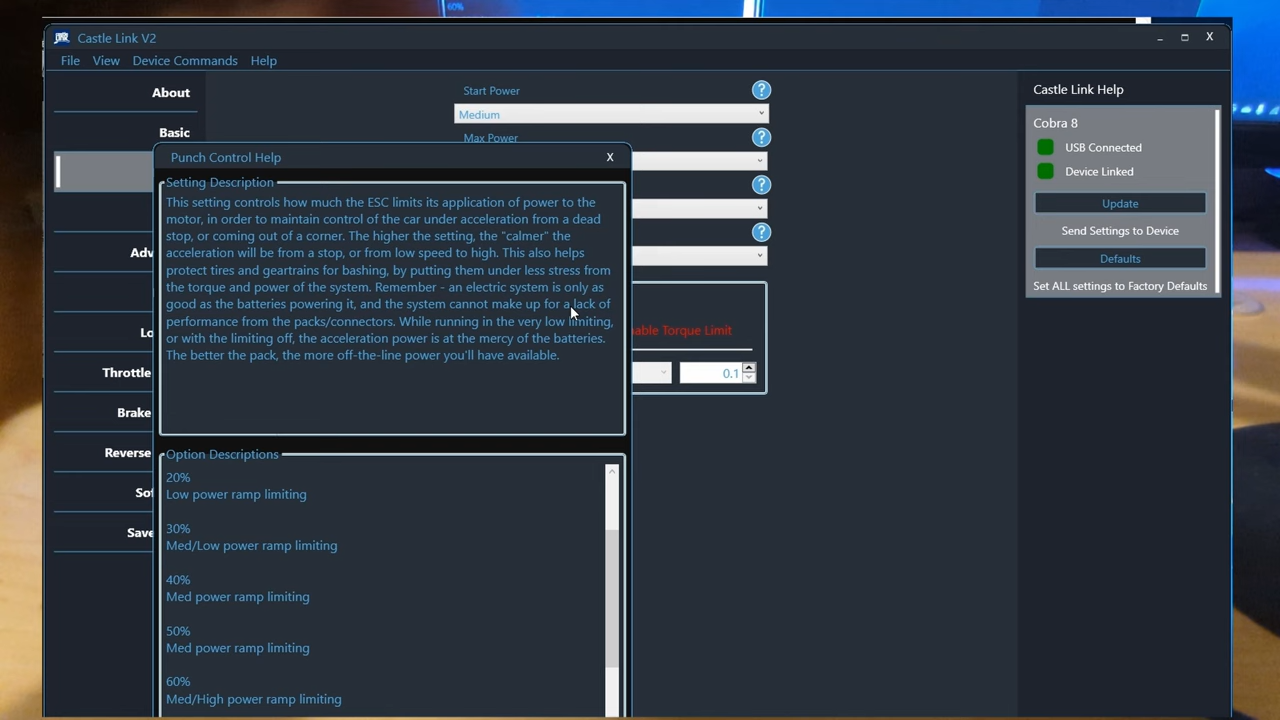 60%
Castle Link V2
_
X
File View Device Commands Help
About
Basic
Start Power
?
Medium
Max Power
?
?
?
Adv
Lo
Throttle
Brake
Reverse
So
Save
Punch Control Help
X
Setting Description
This setting controls how much the ESC limits its application of power to the
motor, in order to maintain control of the car under acceleration from a dead
stop, or coming out of a corner. The higher the setting, the "calmer" the
acceleration will be from a stop, or from low speed to high. This also helps
protect tires and geartrains for bashing, by putting them under less stress from
the torque and power of the system. Remember - an electric system is only as
good as the batteries powering it, and the system cannot make up for a lack of
performance from the packs/connectors. While running in the very low limiting,
or with the limiting off, the acceleration power is at the mercy of the batteries.
The better the pack, the more off-the-line power you'll have available.
Option Descriptions
20%
Low power ramp limiting
30%
Med/Low power ramp limiting
40%
Med power ramp limiting
50%
Med power ramp limiting
60%
Med/High power ramp limiting
able Torque Limit
0.1
Castle Link Help
Cobra 8
USB Connected
Device Linked
Update
Send Settings to Device
Defaults
Set ALL settings to Factory Defaults